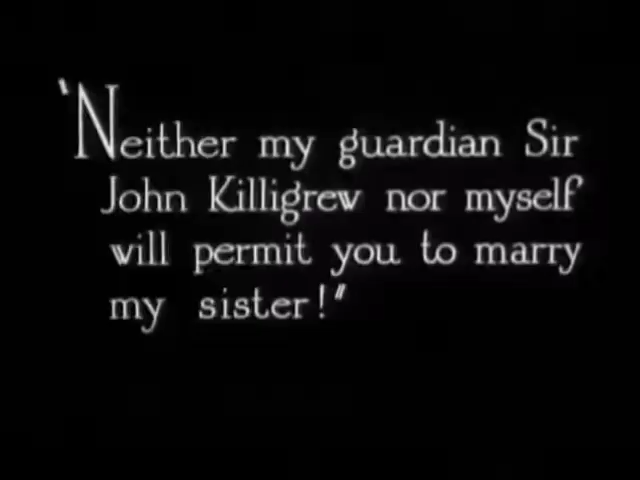 "Neither my guardian Sir
John Killigrew nor myself
will permit you to marry
my sister!"